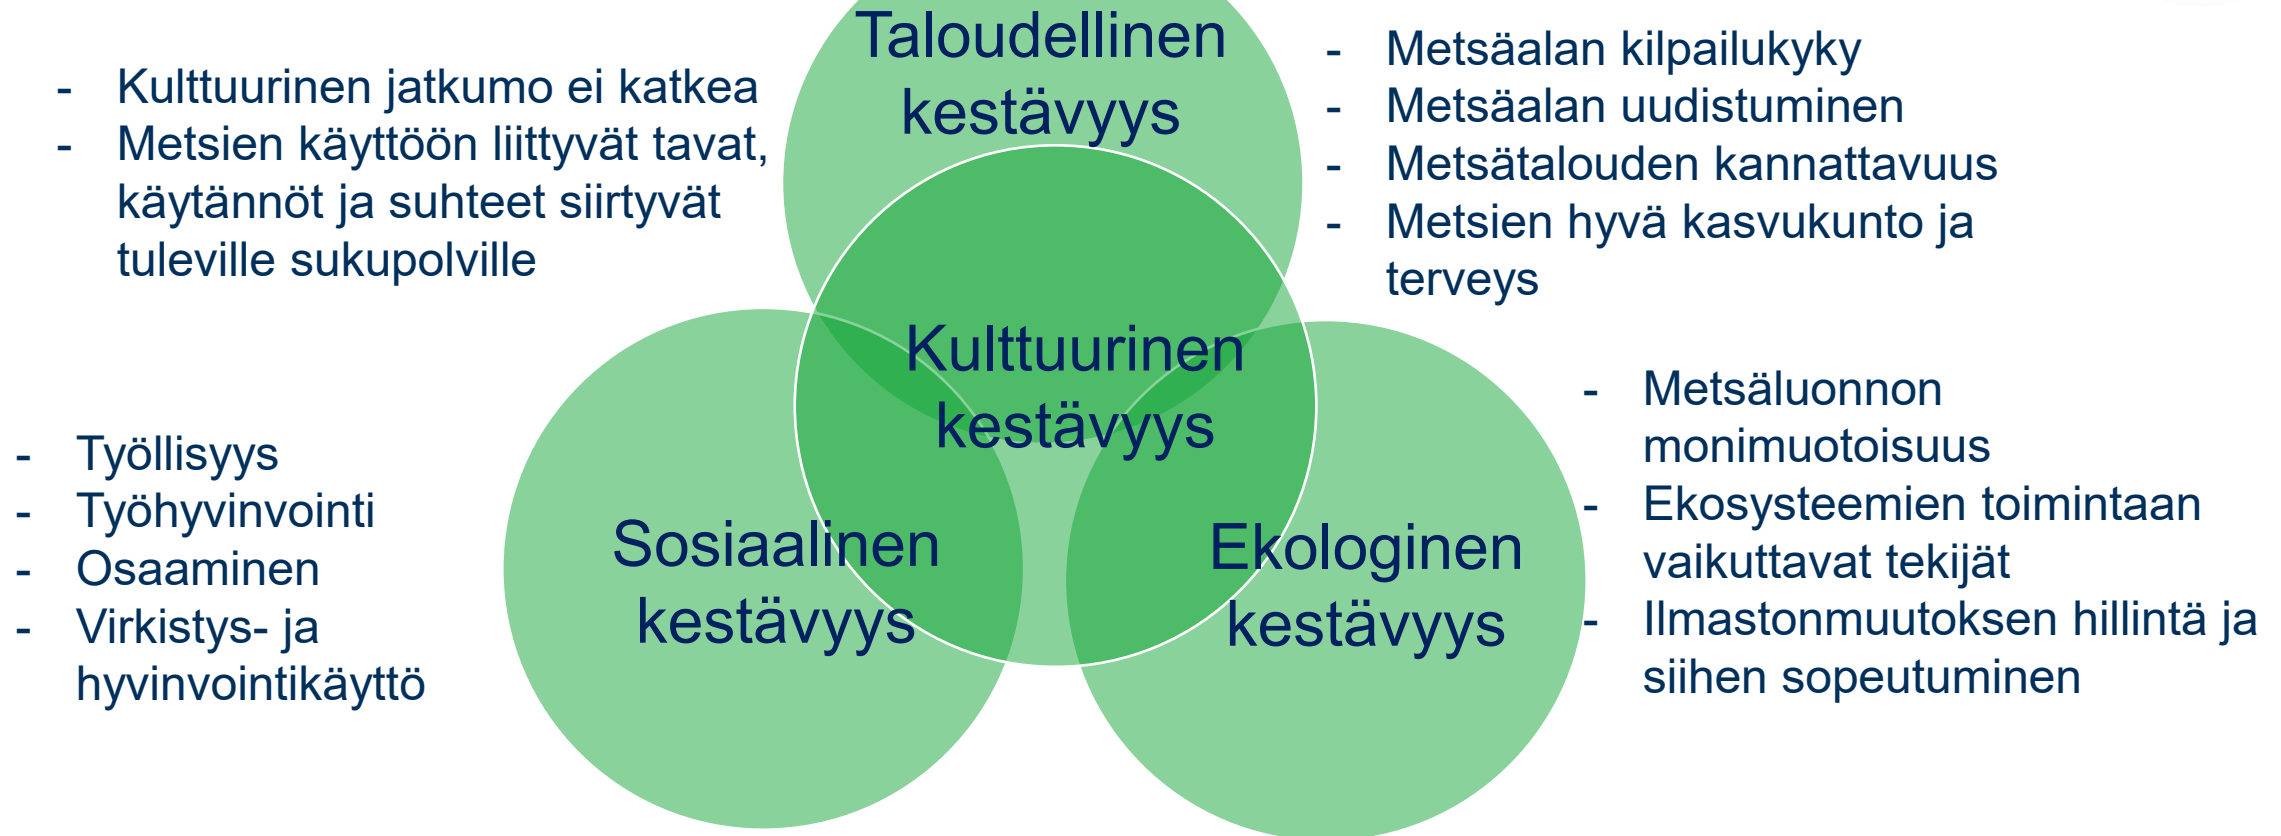 Taloudellinen
kestävyys
- Kulttuurinen jatkumo ei katkea
- Metsien käyttöön liittyvät tavat,
käytännöt ja suhteet siirtyvät
tuleville sukupolville
- Metsäalan kilpailukyky
- Metsäalan uudistuminen
- Metsätalouden kannattavuus
- Metsien hyvä kasvukunto ja
terveys
Kulttuurinen
kestävyys
- Työllisyys
- Työhyvinvointi
- Osaaminen
- Virkistys- ja
hyvinvointikäyttö
Sosiaalinen
kestävyys
Ekologinen
kestävyys
- Metsäluonnon
monimuotoisuus
- Ekosysteemien toimintaan
vaikuttavat tekijät
- Ilmastonmuutoksen hillintä ja
siihen sopeutuminen